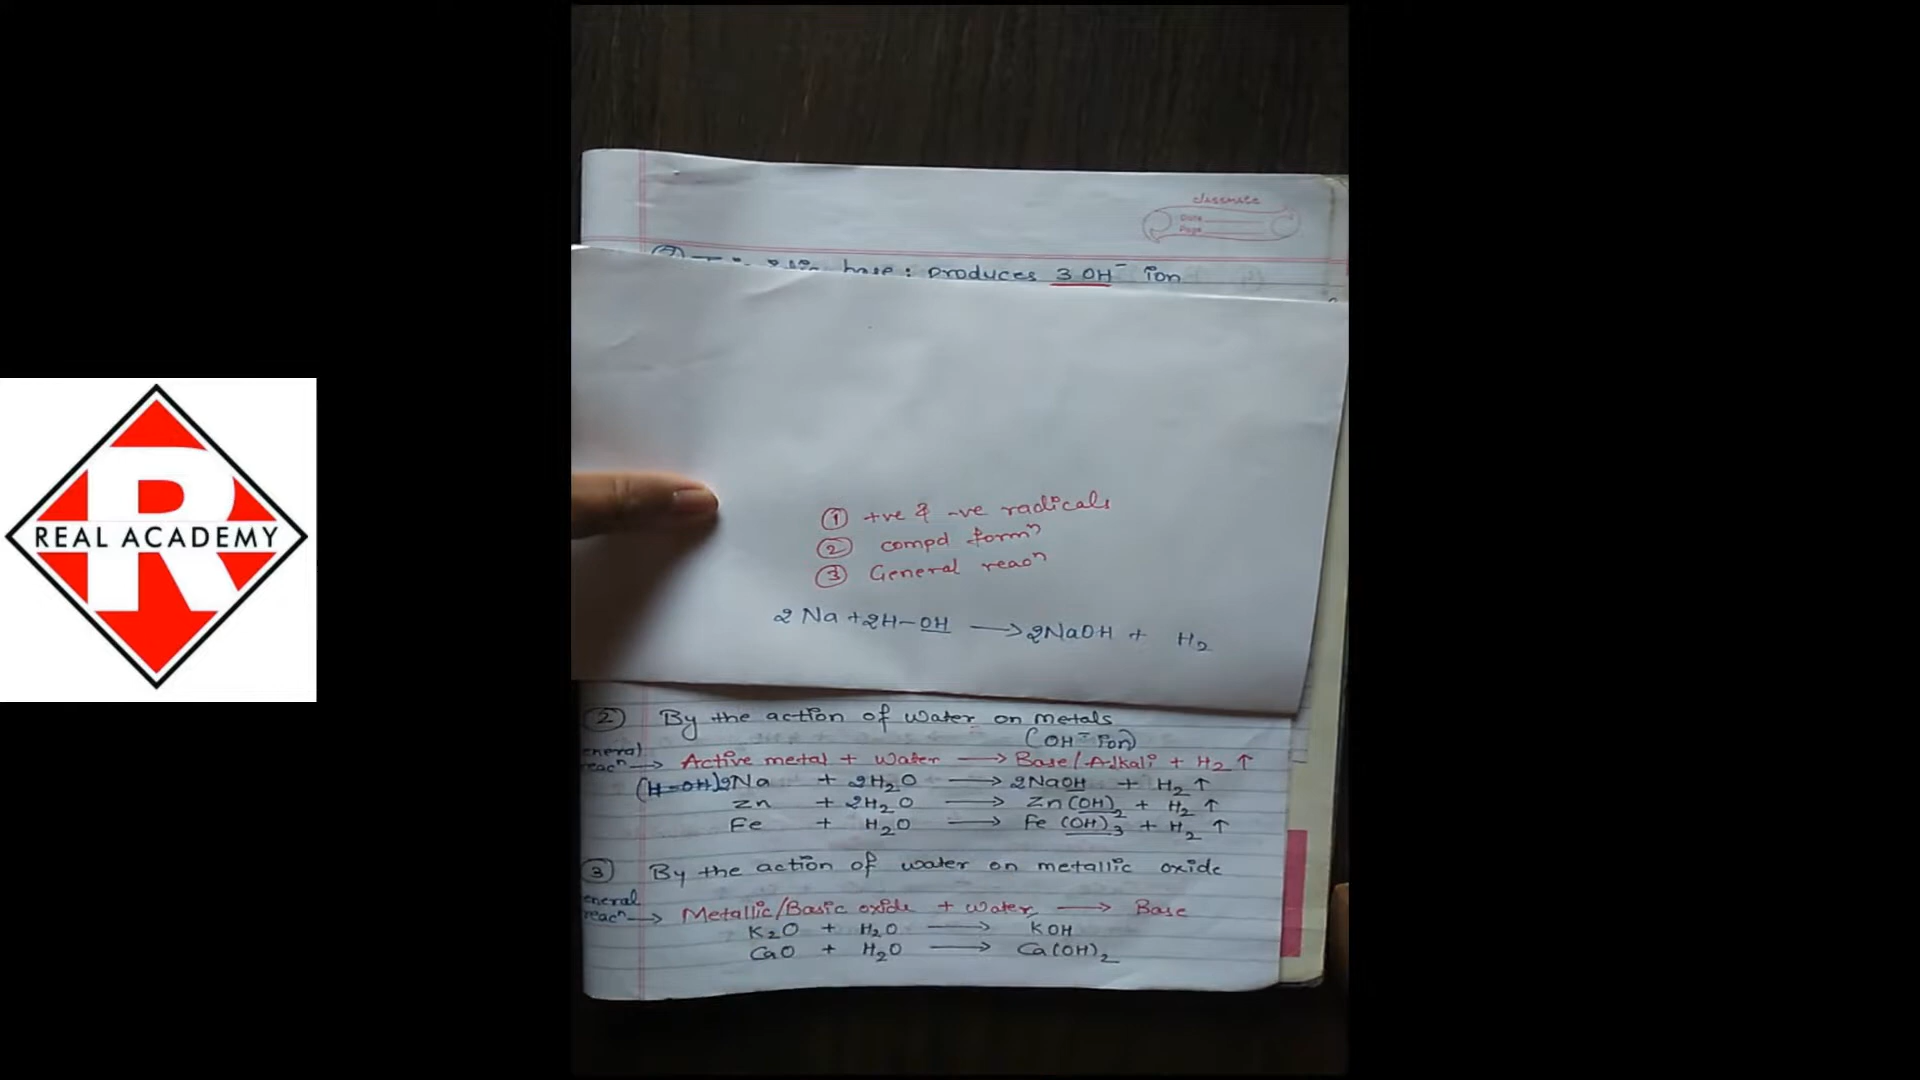 classmate
Date
Page
base : produces 3 OH⁻ ion
REAL ACADEMY
① +ve & -ve radicals
② compd formⁿ
③ General reacⁿ
2 Na + 2H-OH → 2NaOH + H₂
② By the action of water on metals
(OH⁻ ion)
eneral reacⁿ → Active metal + Water → Base/Alkali + H₂ ↑
(H-OH) 2Na + 2H₂O → 2NaOH + H₂ ↑
Zn + 2H₂O → Zn(OH)₂ + H₂ ↑
Fe + H₂O → Fe (OH)₃ + H₂ ↑
③ By the action of water on metallic oxide
eneral reacⁿ → Metallic/Basic oxide + water → Base
K₂O + H₂O → KOH
CaO + H₂O → Ca(OH)₂